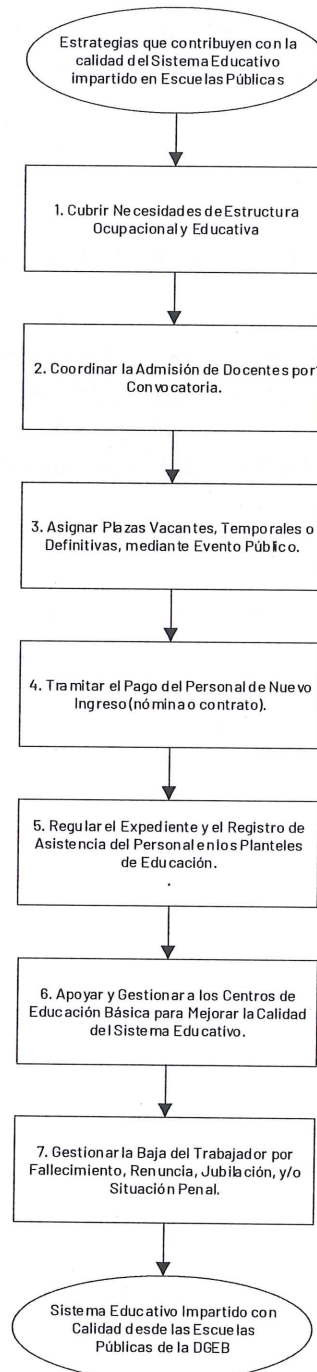 Estrategias que contribuyen con la
calidad del Sistema Educativo
impartido en Escuelas Públicas
1. Cubrir Necesidades de Estructura
Ocupacional y Educativa
2. Coordinar la Admisión de Docentes por
Convocatoria.
3. Asignar Plazas Vacantes, Temporales o
Definitivas, mediante Evento Público.
4. Tramitar el Pago del Personal de Nuevo
Ingreso (nómina o contrato).
5. Regular el Expediente y el Registro de
Asistencia del Personal en los Planteles
de Educación.
.
6. Apoyar y Gestionar a los Centros de
Educación Básica para Mejorar la Calidad
del Sistema Educativo.
7. Gestionar la Baja del Trabajador por
Fallecimiento, Renuncia, Jubilación, y/o
Situación Penal.
Sistema Educativo Impartido con
Calidad desde las Escuelas
Públicas de la DGEB